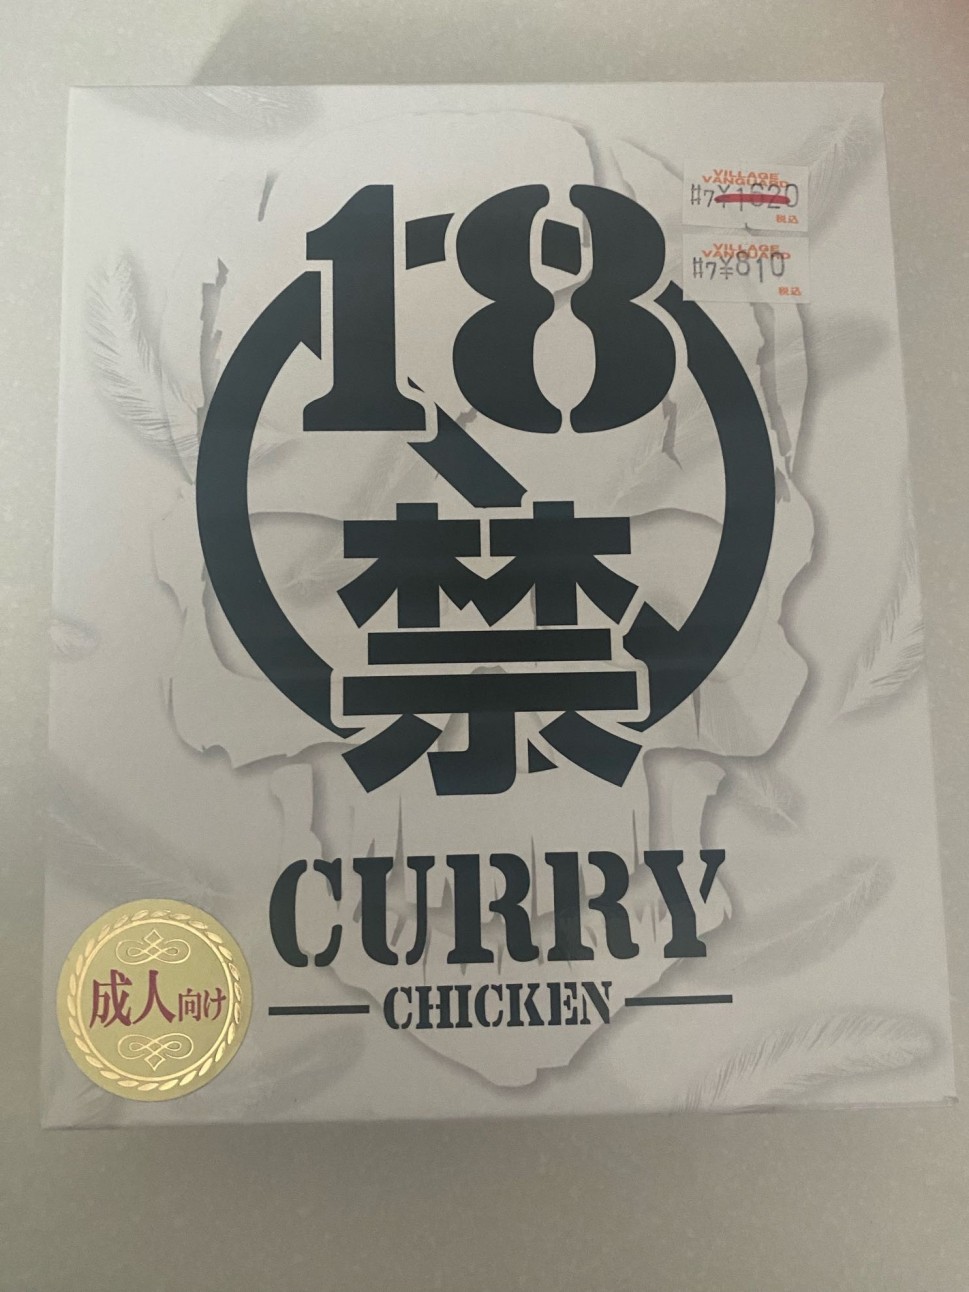 VILLAGE
VANGUARD
#7¥1620
税込
VILLAGE
VANGUARD
#7¥810
税込
18
禁
CURRY
CHICKEN
成人向け